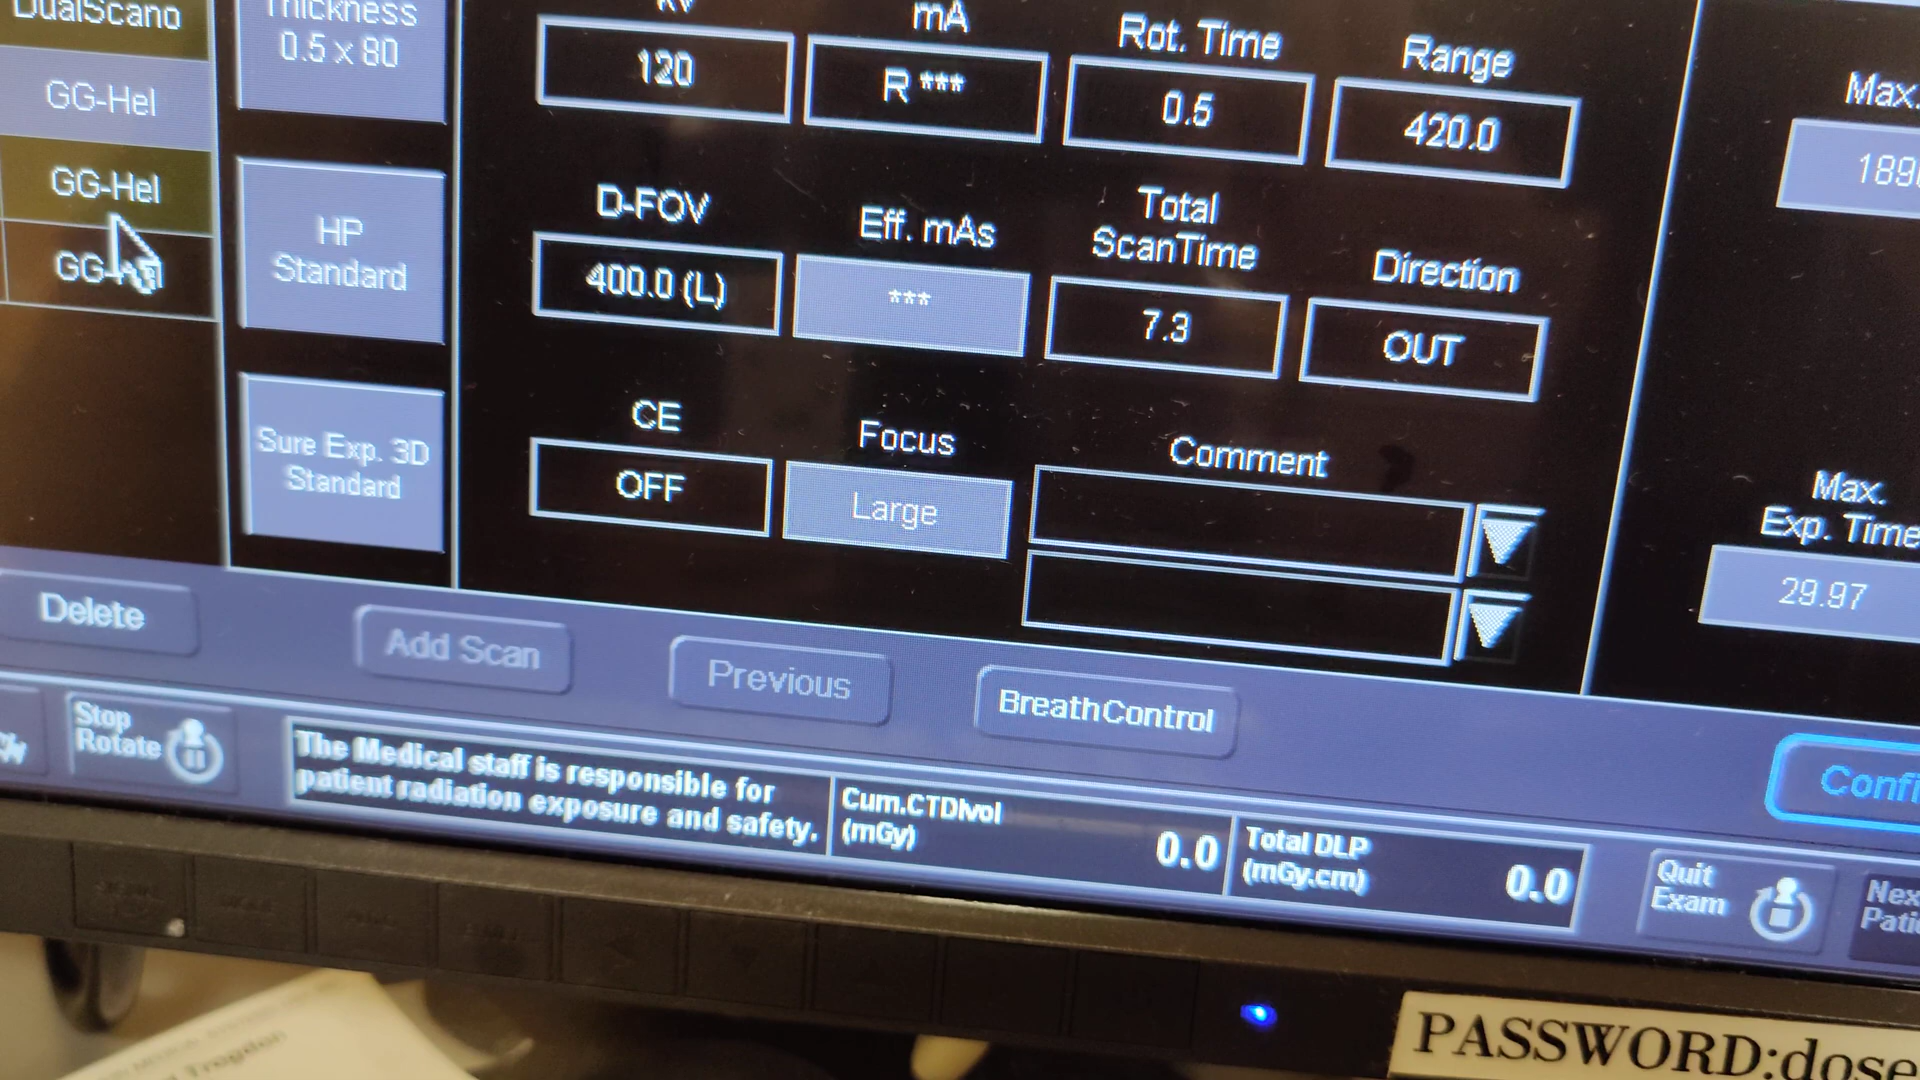 DualScano
GG-Hel
GG-Hel
Thickness
0.5 x 80
HP
Standard
Sure Exp. 3D
Standard
kV
120
mA
R ***
Rot. Time
0.5
Range
420.0
D-FOV
400.0 (L)
Eff. mAs
***
Total
ScanTime
7.3
Direction
OUT
CE
OFF
Focus
Large
Comment
Max.
Max.
Exp. Time
29.97
Delete
Add Scan
Previous
BreathControl
Stop
Rotate
The Medical staff is responsible for
patient radiation exposure and safety.
Cum.CTDIvol
(mGy)
0.0
Total DLP
(mGy.cm)
0.0
Quit
Exam
PASSWORD:dose